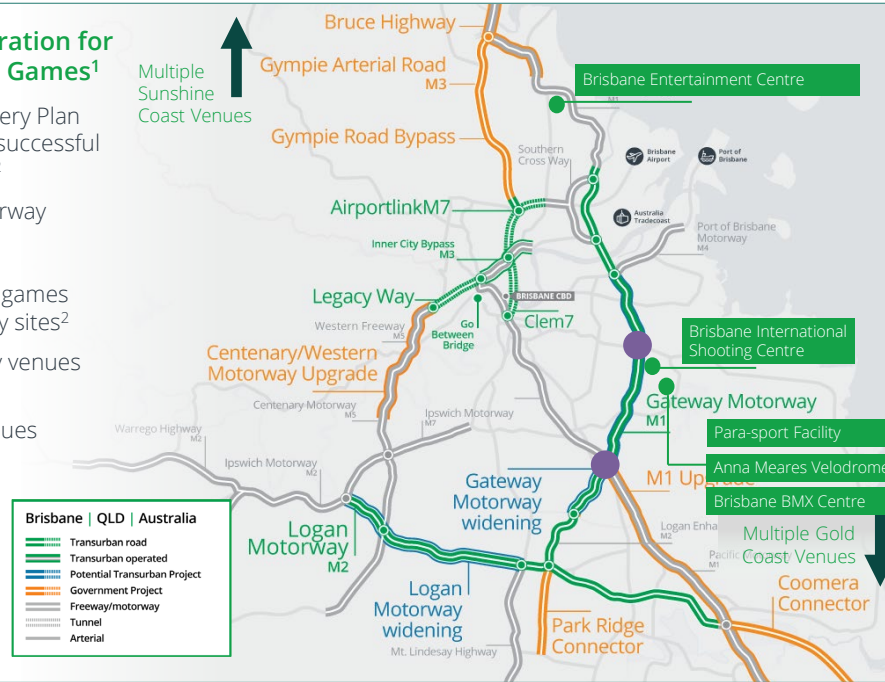 ration for
Games¹
ery Plan
successful
rway
games
y sites²
y venues
ues
Multiple
Sunshine
Coast Venues
Bruce Highway
Gympie Arterial Road
M3
Gympie Road Bypass
Brisbane Entertainment Centre
M1
Southern
Cross Way
Brisbane
Airport
Port of
Brisbane
Australia
Tradecoast
AirportlinkM7
Port of Brisbane
Motorway
M4
Inner City Bypass
M3
Legacy Way
BRISBANE CBD
Clem7
Go
Between
Bridge
Western Freeway
M5
Brisbane International
Shooting Centre
Centenary/Western
Motorway Upgrade
Gateway Motorway
M1
Centenary Motorway
M5
Ipswich Motorway
M7
Warrego Highway
M2
Para-sport Facility
Ipswich Motorway
M2
Anna Meares Velodrome
M1 Upgrade
Brisbane BMX Centre
Gateway
Motorway
widening
Logan
Motorway
M2
Logan Enha
M2
Multiple Gold
Coast Venues
Pacific
M1
Coomera
Connector
Logan
Motorway
widening
Park Ridge
Connector
Mt. Lindesay Highway
Brisbane | QLD | Australia
Transurban road
Transurban operated
Potential Transurban Project
Government Project
Freeway/motorway
Tunnel
Arterial